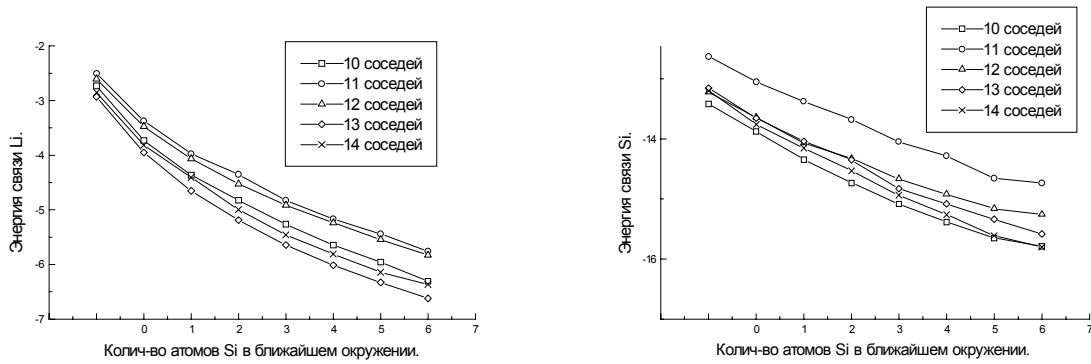 -2
-3
-4
-5
-6
-7
0 1 2 3 4 5 6 7
Энергия связи Li.
Колич-во атомов Si в ближайшем окружении.
10 соседей
11 соседей
12 соседей
13 соседей
14 соседей
-14
-16
0 1 2 3 4 5 6 7
Энергия связи Si.
Колич-во атомов Si в ближайшем окружении.
10 соседей
11 соседей
12 соседей
13 соседей
14 соседей